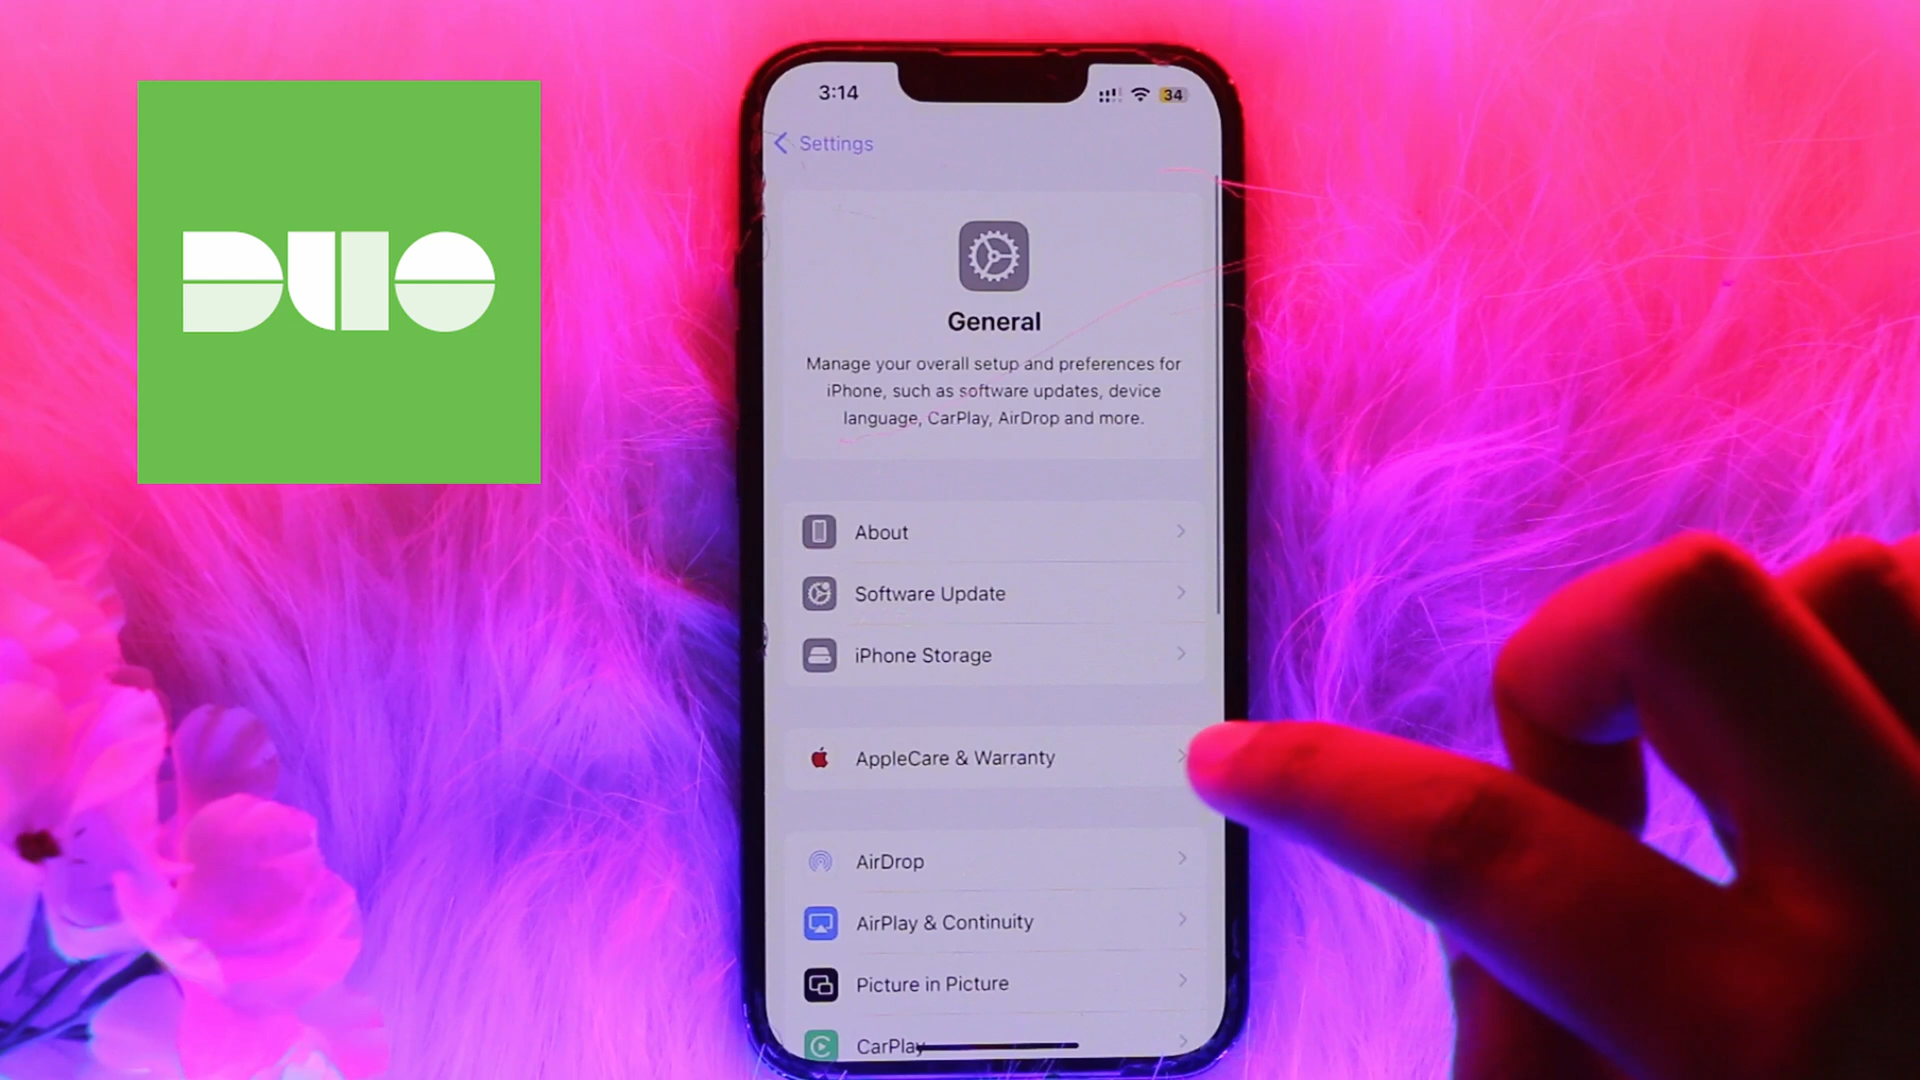 DUO
3:14
34
Settings
General
Manage your overall setup and preferences for
iPhone, such as software updates, device
language, CarPlay, AirDrop and more.
About
Software Update
iPhone Storage
AppleCare & Warranty
AirDrop
AirPlay & Continuity
Picture in Picture
CarPlay